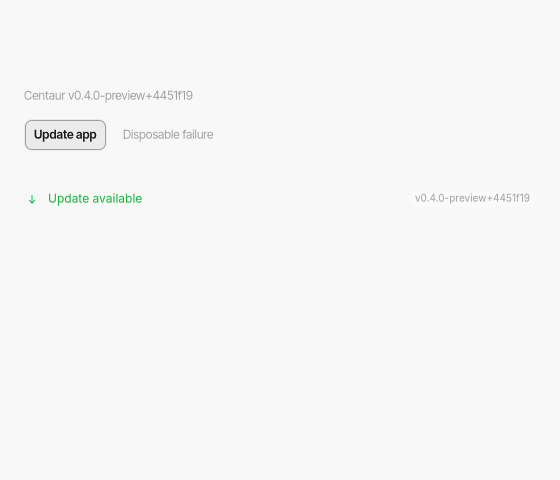 Centaur v0.4.0-preview+4451f19
Update app Disposable failure
↓ Update available v0.4.0-preview+4451f19